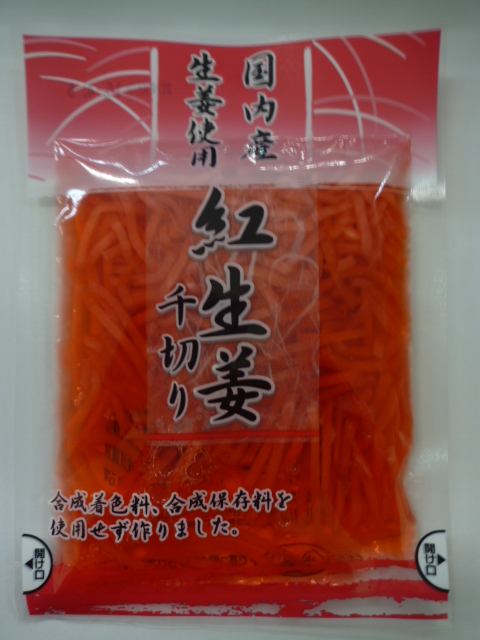 国内産
生姜使用
紅生姜
千切り
合成着色料、合成保存料を
使用せず作りました。
開け口
開け口